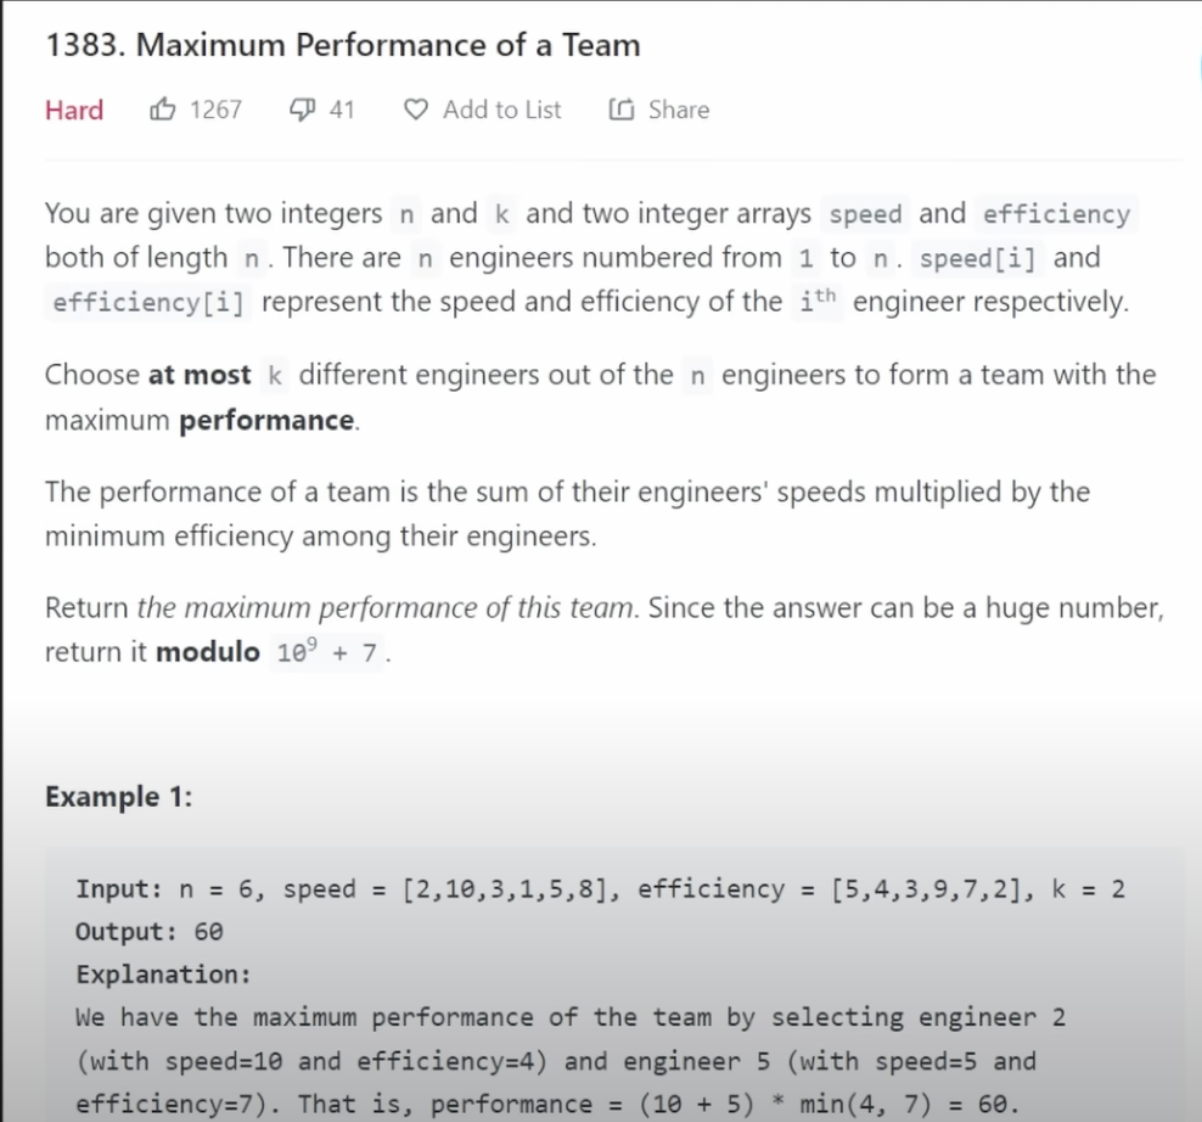 1383. Maximum Performance of a Team
Hard 1267 41 Add to List Share
You are given two integers n and k and two integer arrays speed and efficiency
both of length n. There are n engineers numbered from 1 to n. speed[i] and
efficiency[i] represent the speed and efficiency of the iᵗʰ engineer respectively.
Choose at most k different engineers out of the n engineers to form a team with the
maximum performance.
The performance of a team is the sum of their engineers' speeds multiplied by the
minimum efficiency among their engineers.
Return the maximum performance of this team. Since the answer can be a huge number,
return it modulo 10⁹ + 7.
Example 1:
Input: n = 6, speed = [2,10,3,1,5,8], efficiency = [5,4,3,9,7,2], k = 2
Output: 60
Explanation:
We have the maximum performance of the team by selecting engineer 2
(with speed=10 and efficiency=4) and engineer 5 (with speed=5 and
efficiency=7). That is, performance = (10 + 5) * min(4, 7) = 60.